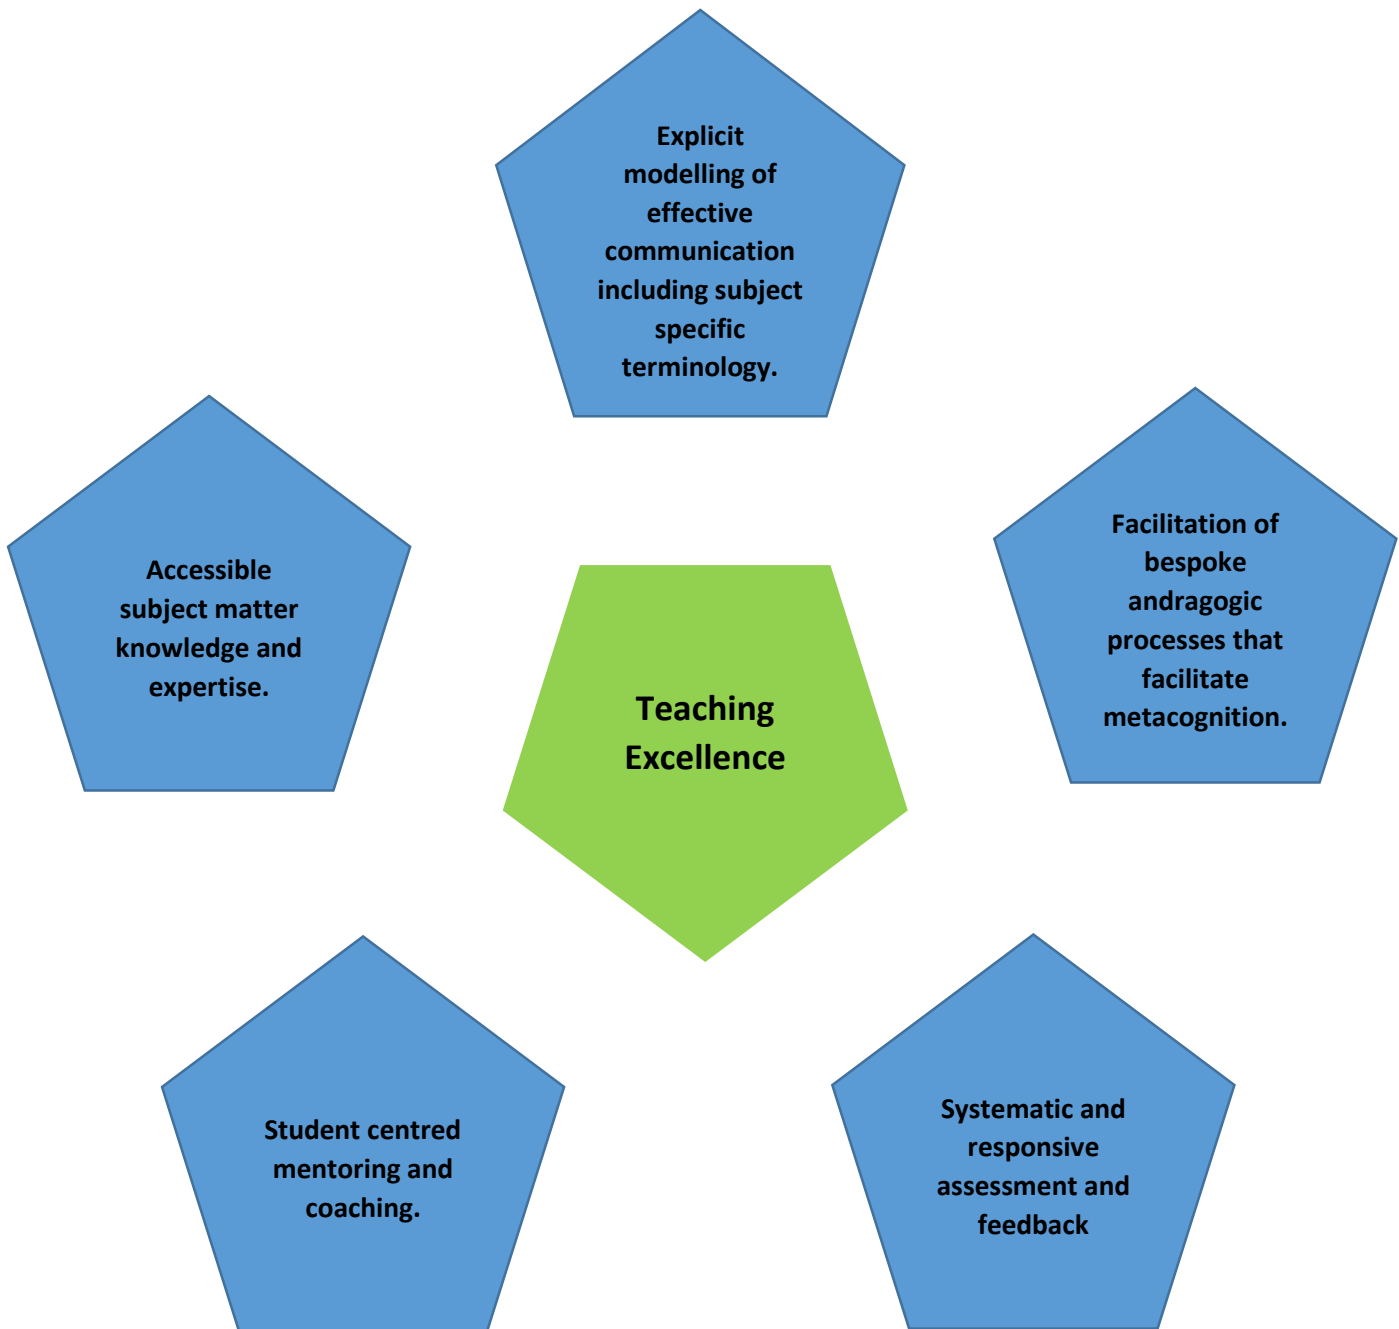 Explicit
modelling of
effective
communication
including subject
specific
terminology.
Accessible
subject matter
knowledge and
expertise.
Facilitation of
bespoke
andragogic
processes that
facilitate
metacognition.
Teaching
Excellence
Student centred
mentoring and
coaching.
Systematic and
responsive
assessment and
feedback